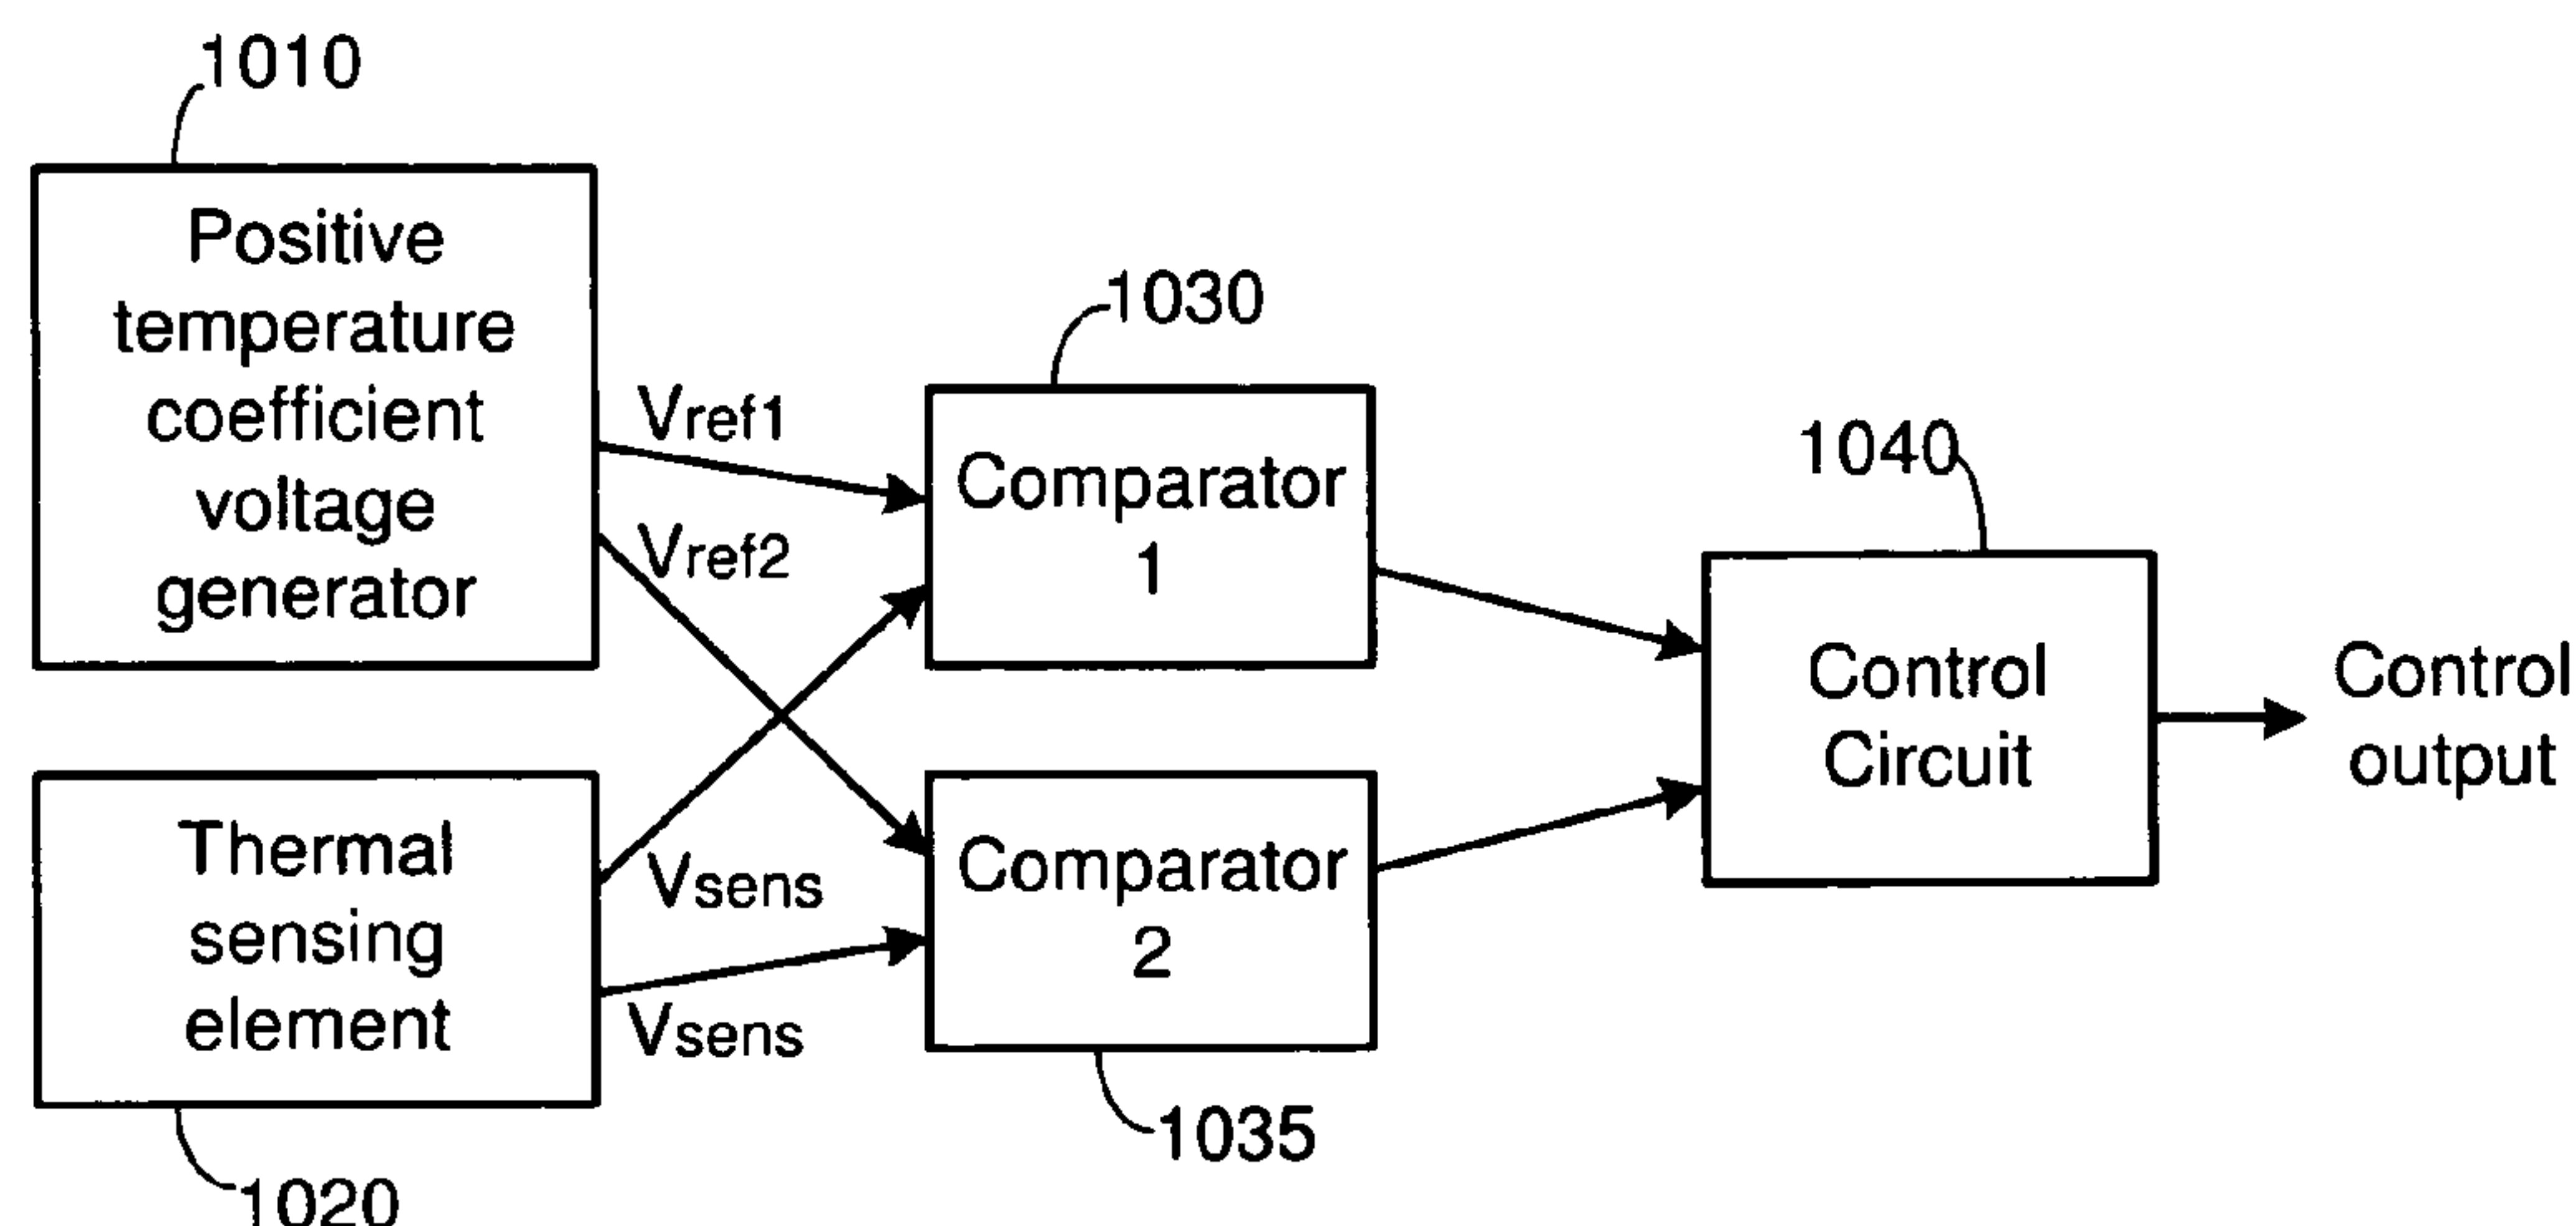 1010
Positive
temperature
coefficient
voltage
generator
Vref1
Vref2
1030
Comparator
1
1040
Control
Circuit
Control
output
Thermal
sensing
element
Vsens
Vsens
Comparator
2
1035
1020